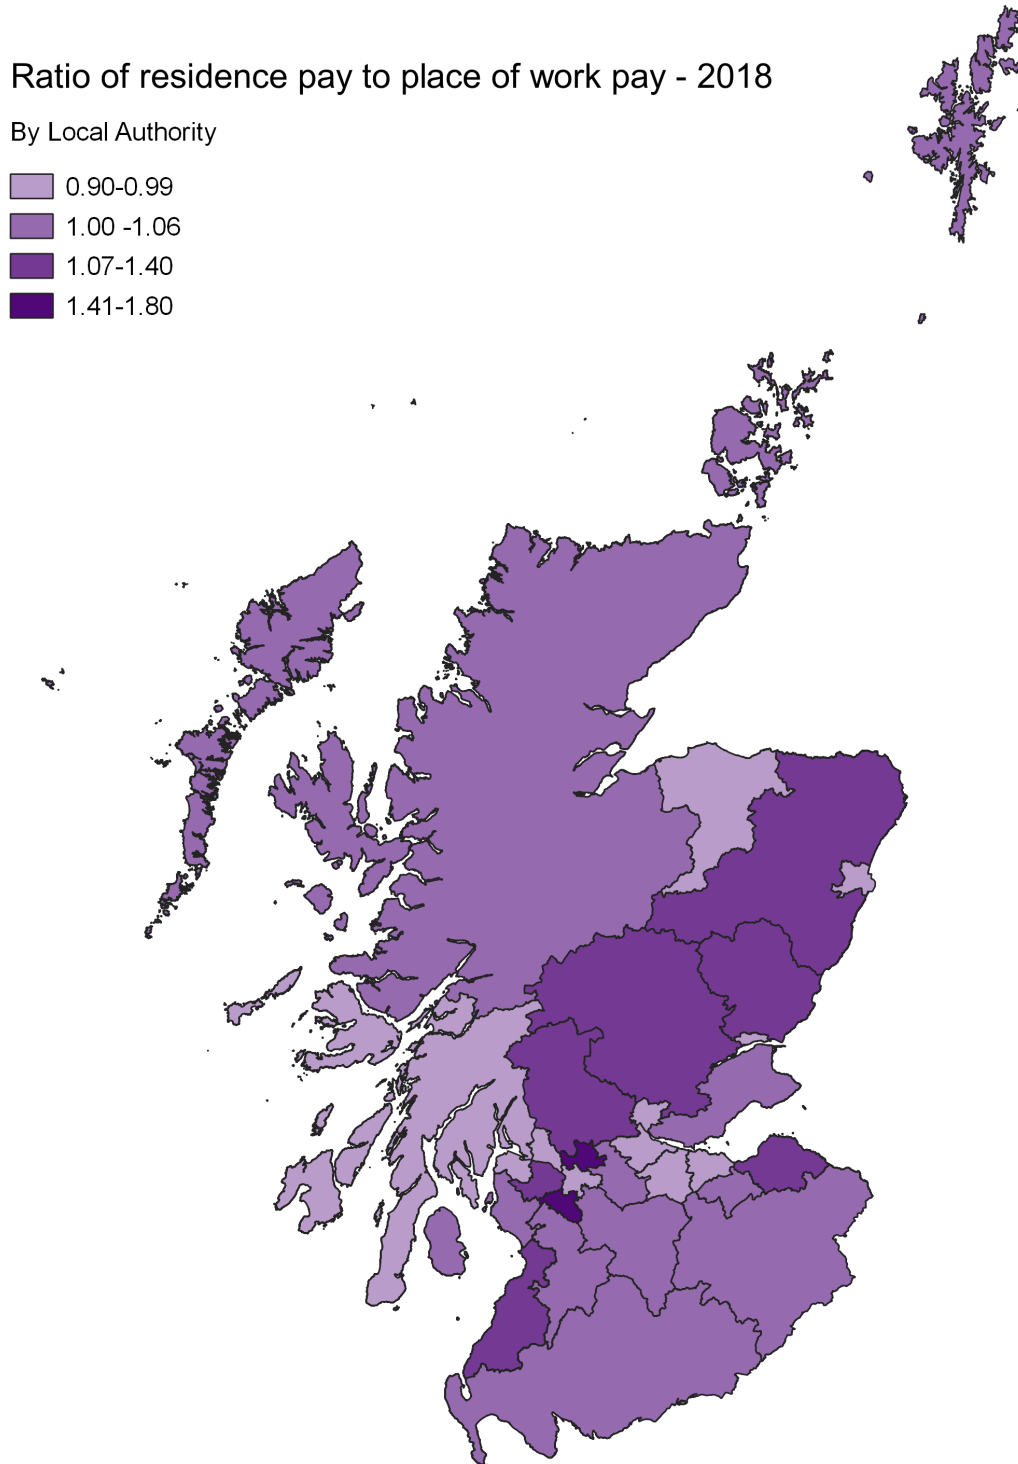 Ratio of residence pay to place of work pay - 2018
By Local Authority
0.90-0.99
1.00 -1.06
1.07-1.40
1.41-1.80